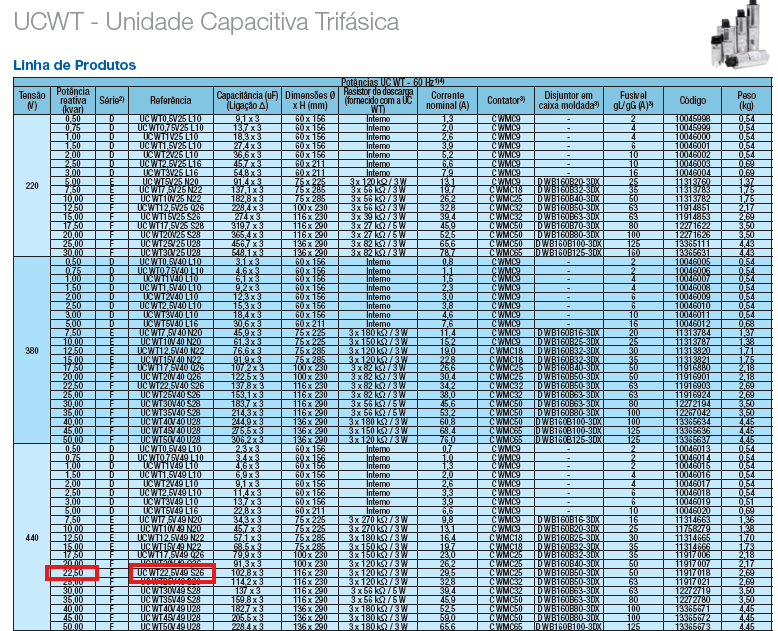 UCWT - Unidade Capacitiva Trifásica
Linha de Produtos
Potências UCWT - 60 Hz¹⁾⁴⁾
Tensão (V) Potência reativa (kvar) Série²⁾ Referência Capacitância (uF) (Ligação Δ) Dimensões Ø x H (mm) Resistor de descarga (fornecido com a UCWT) Corrente nominal (A) Contator³⁾ Disjuntor em caixa moldada³⁾ Fusível gL/gG (A)³⁾ Código Peso (kg)
220
0,50 D UCWT0,5V25 L10 9,1 x 3 60 x 156 Interno 1,3 CWMC9 - 2 10045998 0,54
0,75 D UCWT0,75V25 L10 13,7 x 3 60 x 156 Interno 2,0 CWMC9 - 4 10045999 0,54
1,00 D UCWT1V25 L10 18,3 x 3 60 x 156 Interno 2,6 CWMC9 - 4 10046000 0,54
1,50 D UCWT1,5V25 L10 27,4 x 3 60 x 156 Interno 3,9 CWMC9 - 6 10046001 0,54
2,00 D UCWT2V25 L10 36,6 x 3 60 x 156 Interno 5,2 CWMC9 - 10 10046002 0,54
2,50 D UCWT2,5V25 L16 45,7 x 3 60 x 211 Interno 6,6 CWMC9 - 10 10046003 0,69
3,00 D UCWT3V25 L16 54,8 x 3 60 x 211 Interno 7,9 CWMC9 - 16 10046004 0,69
5,00 E UCWT5V25 N20 91,4 x 3 75 x 225 3 x 120 kΩ / 3 W 13,1 CWMC9 DWB160B20-3DX 25 11313760 1,37
7,50 E UCWT7,5V25 N22 137,1 x 3 75 x 285 3 x 56 kΩ / 3 W 19,7 CWMC18 DWB160B32-3DX 35 11313783 1,75
10,00 E UCWT10V25 N22 182,8 x 3 75 x 285 3 x 56 kΩ / 3 W 26,2 CWMC25 DWB160B40-3DX 50 11313782 1,75
12,50 F UCWT12,5V25 Q26 228,4 x 3 100 x 230 3 x 56 kΩ / 3 W 32,8 CWMC32 DWB160B50-3DX 63 11914851 2,17
15,00 F UCWT15V25 S26 274 x 3 116 x 230 3 x 39 kΩ / 3 W 39,4 CWMC32 DWB160B63-3DX 63 11914853 2,69
17,50 F UCWT17,5V25 S28 319,7 x 3 116 x 290 3 x 27 kΩ / 5 W 45,9 CWMC50 DWB160B70-3DX 80 12271622 3,50
20,00 F UCWT20V25 S28 365,4 x 3 116 x 290 3 x 27 kΩ / 5 W 52,5 CWMC50 DWB160B80-3DX 100 12271626 3,50
25,00 F UCWT25V25 U28 456,7 x 3 136 x 290 3 x 82 kΩ / 3 W 65,6 CWMC50 DWB160B100-3DX 125 13365111 4,43
30,00 F UCWT30V25 U28 548,1 x 3 136 x 290 3 x 82 kΩ / 3 W 78,7 CWMC65 DWB160B125-3DX 160 13365631 4,43
380
0,50 D UCWT0,5V40 L10 3,1 x 3 60 x 156 Interno 0,8 CWMC9 - 2 10046005 0,54
0,75 D UCWT0,75V40 L10 4,6 x 3 60 x 156 Interno 1,1 CWMC9 - 2 10046006 0,54
1,00 D UCWT1V40 L10 6,1 x 3 60 x 156 Interno 1,5 CWMC9 - 4 10046007 0,54
1,50 D UCWT1,5V40 L10 9,2 x 3 60 x 156 Interno 2,3 CWMC9 - 4 10046008 0,54
2,00 D UCWT2V40 L10 12,3 x 3 60 x 156 Interno 3,0 CWMC9 - 6 10046009 0,54
2,50 D UCWT2,5V40 L10 15,3 x 3 60 x 156 Interno 3,8 CWMC9 - 6 10046010 0,54
3,00 D UCWT3V40 L10 18,4 x 3 60 x 156 Interno 4,6 CWMC9 - 10 10046011 0,54
5,00 D UCWT5V40 L16 30,6 x 3 60 x 211 Interno 7,6 CWMC9 - 16 10046012 0,68
7,50 E UCWT7,5V40 N20 45,9 x 3 75 x 225 3 x 180 kΩ / 3 W 11,4 CWMC9 DWB160B16-3DX 20 11313784 1,37
10,00 E UCWT10V40 N20 61,3 x 3 75 x 225 3 x 150 kΩ / 3 W 15,2 CWMC9 DWB160B25-3DX 25 11313787 1,38
12,50 E UCWT12,5V40 N22 76,6 x 3 75 x 285 3 x 120 kΩ / 3 W 19,0 CWMC18 DWB160B32-3DX 35 11313820 1,71
15,00 E UCWT15V40 N22 91,9 x 3 75 x 285 3 x 120 kΩ / 3 W 22,8 CWMC18 DWB160B32-3DX 35 11313821 1,75
17,50 F UCWT17,5V40 Q26 107,2 x 3 100 x 230 3 x 82 kΩ / 3 W 26,6 CWMC25 DWB160B40-3DX 50 11916880 2,18
20,00 F UCWT20V40 Q26 122,5 x 3 100 x 230 3 x 82 kΩ / 3 W 30,4 CWMC25 DWB160B50-3DX 50 11916901 2,18
22,50 F UCWT22,5V40 S26 137,8 x 3 116 x 230 3 x 82 kΩ / 3 W 34,2 CWMC32 DWB160B50-3DX 63 11916903 2,69
25,00 F UCWT25V40 S26 153,1 x 3 116 x 230 3 x 82 kΩ / 3 W 38,0 CWMC32 DWB160B63-3DX 63 11916924 2,69
30,00 F UCWT30V40 S28 183,7 x 3 116 x 290 3 x 56 kΩ / 5 W 45,6 CWMC50 DWB160B63-3DX 80 12272194 3,50
35,00 F UCWT35V40 S28 214,3 x 3 116 x 290 3 x 56 kΩ / 5 W 53,2 CWMC50 DWB160B80-3DX 100 12267042 3,50
40,00 F UCWT40V40 U28 244,9 x 3 136 x 290 3 x 180 kΩ / 3 W 60,8 CWMC50 DWB160B100-3DX 100 13365634 4,45
45,00 F UCWT45V40 U28 275,5 x 3 136 x 290 3 x 150 kΩ / 3 W 68,4 CWMC65 DWB160B100-3DX 125 13365636 4,45
50,00 F UCWT50V40 U28 306,2 x 3 136 x 290 3 x 120 kΩ / 3 W 76,0 CWMC65 DWB160B125-3DX 125 13365637 4,45
440
0,50 D UCWT0,5V49 L10 2,3 x 3 60 x 156 Interno 0,7 CWMC9 - 2 10046013 0,54
0,75 D UCWT0,75V49 L10 3,4 x 3 60 x 156 Interno 1,0 CWMC9 - 2 10046014 0,54
1,00 D UCWT1V49 L10 4,6 x 3 60 x 156 Interno 1,3 CWMC9 - 2 10046015 0,54
1,50 D UCWT1,5V49 L10 6,9 x 3 60 x 156 Interno 2,0 CWMC9 - 4 10046016 0,54
2,00 D UCWT2V49 L10 9,1 x 3 60 x 156 Interno 2,6 CWMC9 - 4 10046017 0,54
2,50 D UCWT2,5V49 L10 11,4 x 3 60 x 156 Interno 3,3 CWMC9 - 6 10046018 0,54
3,00 D UCWT3V49 L10 13,7 x 3 60 x 156 Interno 3,9 CWMC9 - 6 10046019 0,51
5,00 D UCWT5V49 L16 22,8 x 3 60 x 211 Interno 6,6 CWMC9 - 10 10046020 0,69
7,50 E UCWT7,5V49 N20 34,3 x 3 75 x 225 3 x 270 kΩ / 3 W 9,8 CWMC9 DWB160B16-3DX 16 11314663 1,36
10,00 E UCWT10V49 N20 45,7 x 3 75 x 225 3 x 270 kΩ / 3 W 13,1 CWMC9 DWB160B20-3DX 25 11758279 1,38
12,50 E UCWT12,5V49 N22 57,1 x 3 75 x 285 3 x 180 kΩ / 3 W 16,4 CWMC18 DWB160B25-3DX 30 11314665 1,70
15,00 E UCWT15V49 N22 68,5 x 3 75 x 285 3 x 150 kΩ / 3 W 19,7 CWMC18 DWB160B32-3DX 35 11314666 1,73
17,50 F UCWT17,5V49 Q26 79,9 x 3 100 x 230 3 x 150 kΩ / 3 W 23,0 CWMC25 DWB160B32-3DX 35 11917006 2,18
20,00 F 91,3 x 3 100 x 230 3 x 120 kΩ / 3 W 26,2 CWMC25 DWB160B40-3DX 50 11917007 2,17
22,50 F UCWT22,5V49 S26 102,8 x 3 116 x 230 3 x 120 kΩ / 3 W 29,5 CWMC25 DWB160B50-3DX 50 11917018 2,69
F 114,2 x 3 116 x 230 3 x 120 kΩ / 3 W 32,8 CWMC32 DWB160B50-3DX 63 11917021 2,69
30,00 F UCWT30V49 S28 137 x 3 116 x 290 3 x 56 kΩ / 5 W 39,4 CWMC32 DWB160B63-3DX 63 12272719 3,50
35,00 F UCWT35V49 S28 159,8 x 3 116 x 290 3 x 56 kΩ / 5 W 45,9 CWMC50 DWB160B63-3DX 80 12272780 3,50
40,00 F UCWT40V49 U28 182,7 x 3 136 x 290 3 x 180 kΩ / 3 W 52,5 CWMC50 DWB160B80-3DX 100 13365671 4,45
45,00 F UCWT45V49 U28 205,5 x 3 136 x 290 3 x 180 kΩ / 3 W 59,0 CWMC50 DWB160B100-3DX 100 13365672 4,45
50,00 F UCWT50V49 U28 228,4 x 3 136 x 290 3 x 180 kΩ / 3 W 65,6 CWMC65 DWB160B100-3DX 125 13365673 4,45